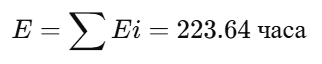 E = ∑ Ei = 223.64 часа